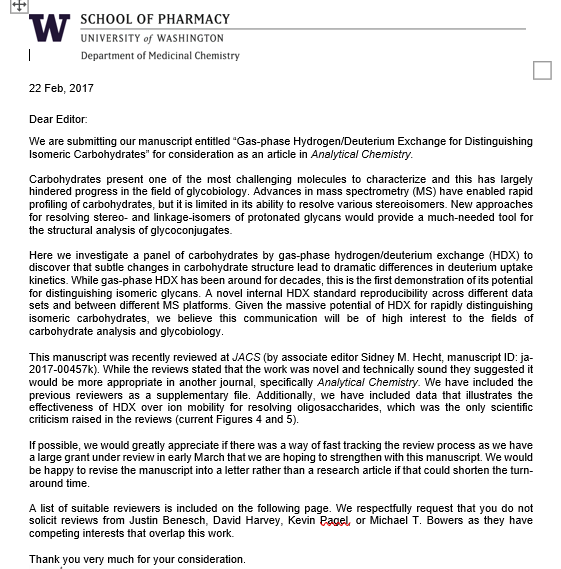 W SCHOOL OF PHARMACY
UNIVERSITY of WASHINGTON
Department of Medicinal Chemistry
22 Feb, 2017
Dear Editor:
We are submitting our manuscript entitled “Gas-phase Hydrogen/Deuterium Exchange for Distinguishing
Isomeric Carbohydrates” for consideration as an article in Analytical Chemistry.
Carbohydrates present one of the most challenging molecules to characterize and this has largely
hindered progress in the field of glycobiology. Advances in mass spectrometry (MS) have enabled rapid
profiling of carbohydrates, but it is limited in its ability to resolve various stereoisomers. New approaches
for resolving stereo- and linkage-isomers of protonated glycans would provide a much-needed tool for
the structural analysis of glycoconjugates.
Here we investigate a panel of carbohydrates by gas-phase hydrogen/deuterium exchange (HDX) to
discover that subtle changes in carbohydrate structure lead to dramatic differences in deuterium uptake
kinetics. While gas-phase HDX has been around for decades, this is the first demonstration of its potential
for distinguishing isomeric glycans. A novel internal HDX standard reproducibility across different data
sets and between different MS platforms. Given the massive potential of HDX for rapidly distinguishing
isomeric carbohydrates, we believe this communication will be of high interest to the fields of
carbohydrate analysis and glycobiology.
This manuscript was recently reviewed at JACS (by associate editor Sidney M. Hecht, manuscript ID: ja-
2017-00457k). While the reviews stated that the work was novel and technically sound they suggested it
would be more appropriate in another journal, specifically Analytical Chemistry. We have included the
previous reviewers as a supplementary file. Additionally, we have included data that illustrates the
effectiveness of HDX over ion mobility for resolving oligosaccharides, which was the only scientific
criticism raised in the reviews (current Figures 4 and 5).
If possible, we would greatly appreciate if there was a way of fast tracking the review process as we have
a large grant under review in early March that we are hoping to strengthen with this manuscript. We would
be happy to revise the manuscript into a letter rather than a research article if that could shorten the turn-
around time.
A list of suitable reviewers is included on the following page. We respectfully request that you do not
solicit reviews from Justin Benesch, David Harvey, Kevin Pagel, or Michael T. Bowers as they have
competing interests that overlap this work.
Thank you very much for your consideration.